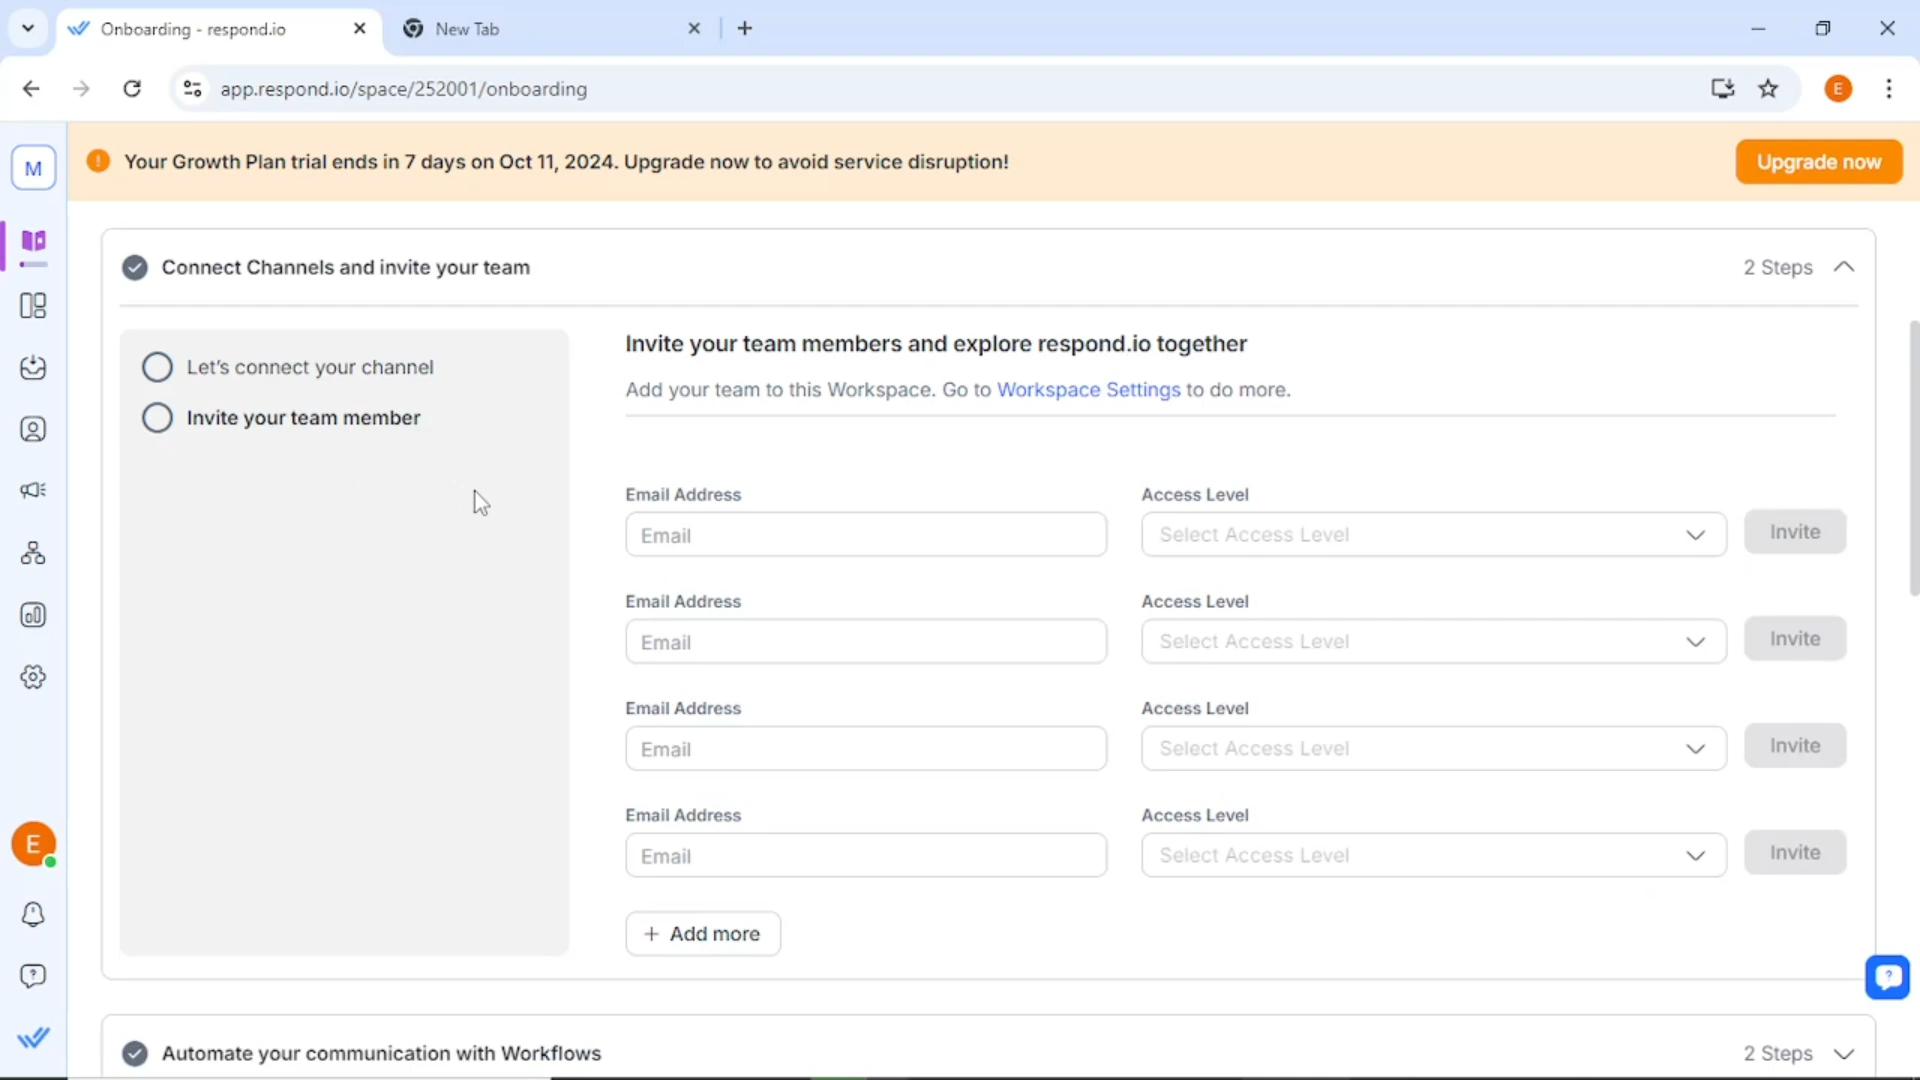 Onboarding - respond.io
New Tab
app.respond.io/space/252001/onboarding
E
M
Your Growth Plan trial ends in 7 days on Oct 11, 2024. Upgrade now to avoid service disruption!
Upgrade now
Connect Channels and invite your team
2 Steps
Let's connect your channel
Invite your team member
Invite your team members and explore respond.io together
Add your team to this Workspace. Go to Workspace Settings to do more.
Email Address
Access Level
Email
Select Access Level
Invite
Email Address
Access Level
Email
Select Access Level
Invite
Email Address
Access Level
Email
Select Access Level
Invite
Email Address
Access Level
Email
Select Access Level
Invite
+ Add more
E
Automate your communication with Workflows
2 Steps